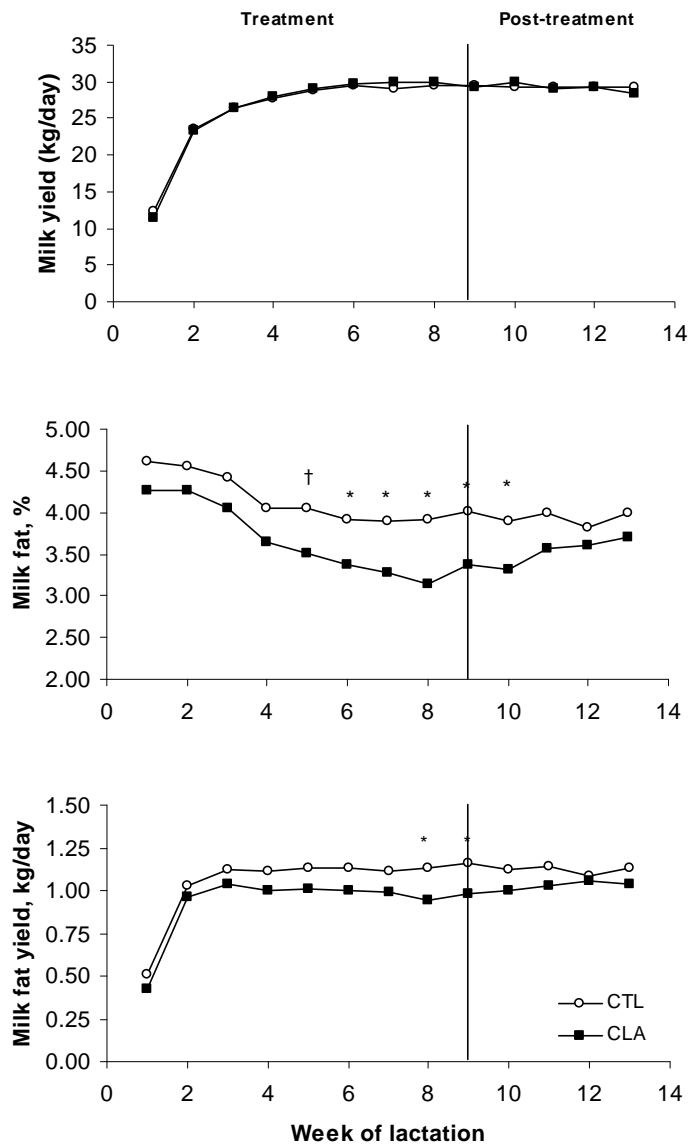 Treatment Post-treatment
Milk yield (kg/day)
35
30
25
20
15
10
5
0
0 2 4 6 8 10 12 14
Milk fat, %
5.00
4.50
4.00
3.50
3.00
2.50
2.00
† * * * * *
0 2 4 6 8 10 12 14
Milk fat yield, kg/day
1.50
1.25
1.00
0.75
0.50
0.25
0.00
* *
CTL
CLA
0 2 4 6 8 10 12 14
Week of lactation